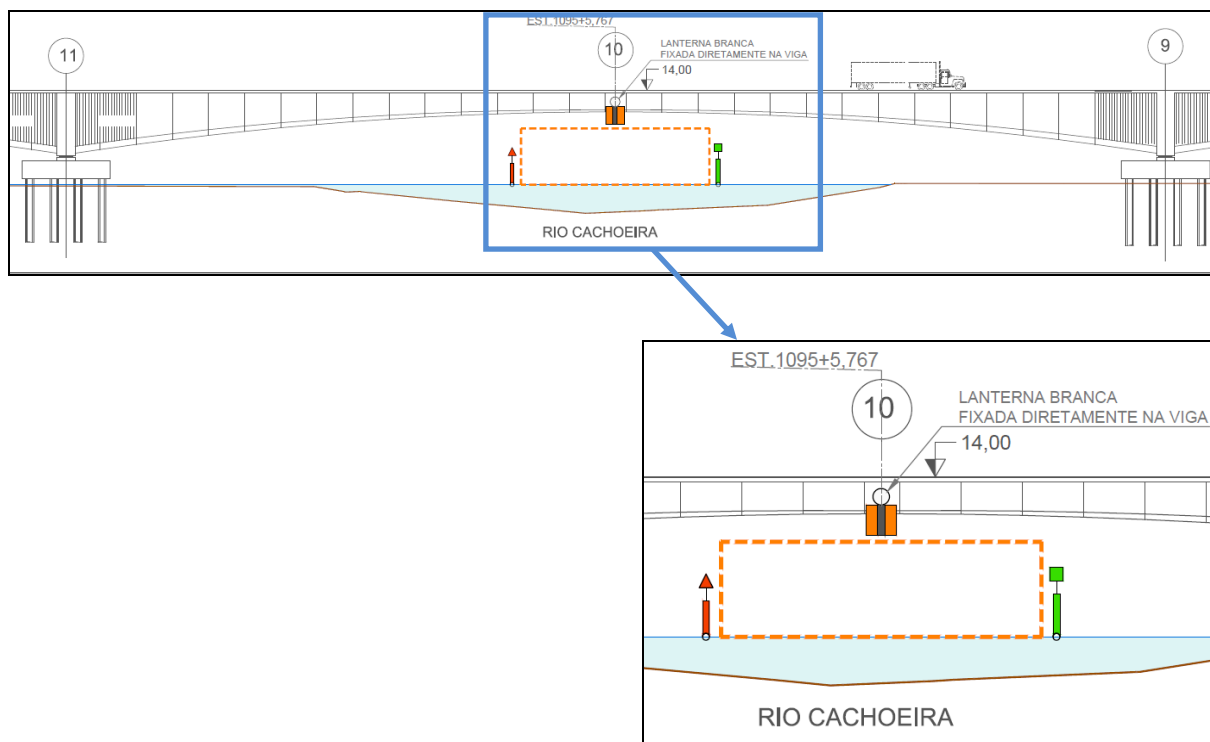 EST.1095+5,767
11
10
LANTERNA BRANCA
FIXADA DIRETAMENTE NA VIGA
14,00
9
RIO CACHOEIRA
EST.1095+5,767
10
LANTERNA BRANCA
FIXADA DIRETAMENTE NA VIGA
14,00
RIO CACHOEIRA